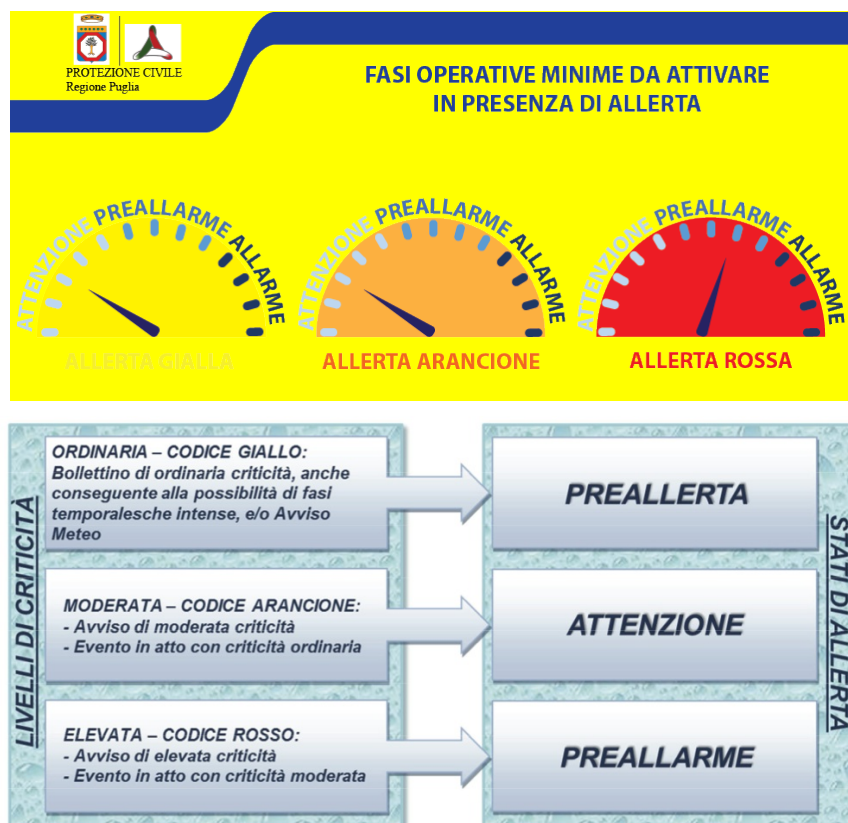 PROTEZIONE CIVILE
Regione Puglia
FASI OPERATIVE MINIME DA ATTIVARE
IN PRESENZA DI ALLERTA
ATTENZIONE PREALLARME ALLARME
ALLERTA GIALLA
ATTENZIONE PREALLARME ALLARME
ALLERTA ARANCIONE
ATTENZIONE PREALLARME ALLARME
ALLERTA ROSSA
LIVELLI DI CRITICITÀ
ORDINARIA – CODICE GIALLO:
Bollettino di ordinaria criticità, anche
conseguente alla possibilità di fasi
temporalesche intense, e/o Avviso
Meteo
PREALLERTA
MODERATA – CODICE ARANCIONE:
- Avviso di moderata criticità
- Evento in atto con criticità ordinaria
ATTENZIONE
ELEVATA – CODICE ROSSO:
- Avviso di elevata criticità
- Evento in atto con criticità moderata
PREALLARME
STATI DI ALLERTA